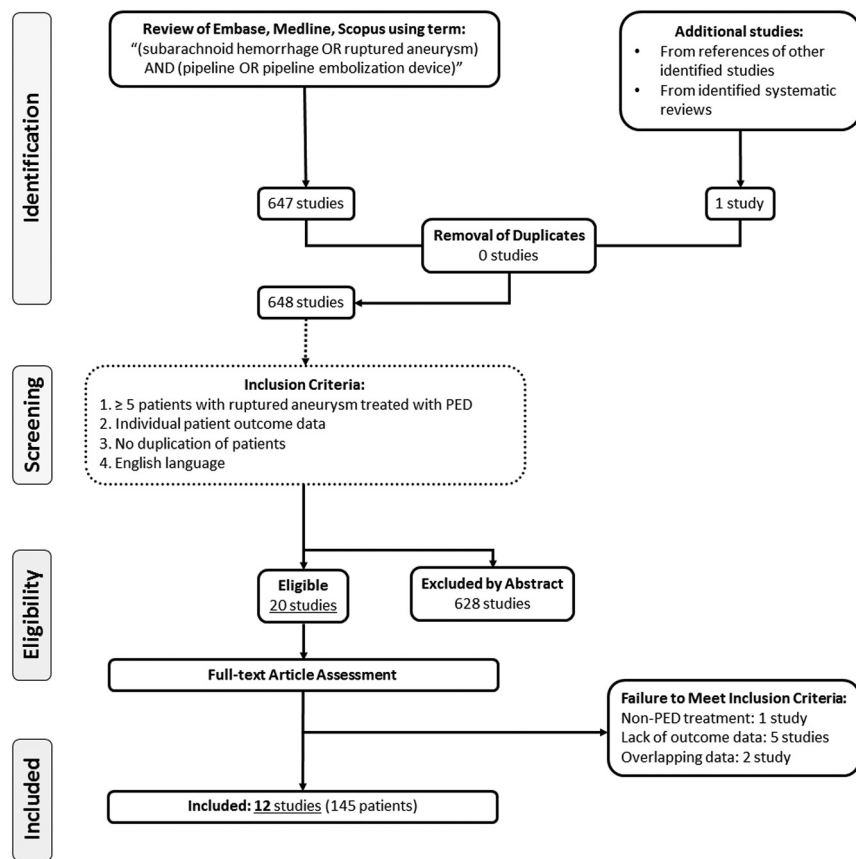 Identification
Review of Embase, Medline, Scopus using term:
“(subarachnoid hemorrhage OR ruptured aneurysm)
AND (pipeline OR pipeline embolization device)”
Additional studies:
• From references of other
identified studies
• From identified systematic
reviews
647 studies
1 study
Removal of Duplicates
0 studies
648 studies
Screening
Inclusion Criteria:
1. ≥ 5 patients with ruptured aneurysm treated with PED
2. Individual patient outcome data
3. No duplication of patients
4. English language
Eligibility
Eligible
20 studies
Excluded by Abstract
628 studies
Full-text Article Assessment
Failure to Meet Inclusion Criteria:
Non-PED treatment: 1 study
Lack of outcome data: 5 studies
Overlapping data: 2 study
Included
Included: 12 studies (145 patients)